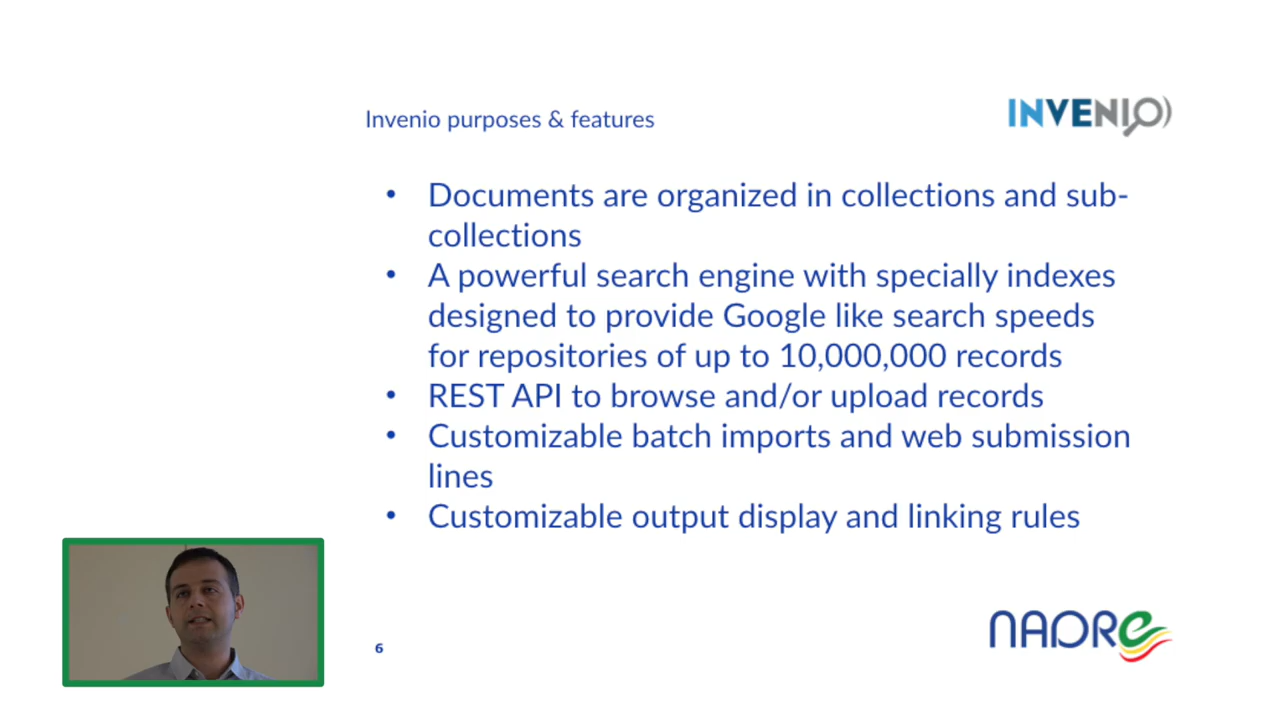 Invenio purposes & features
INVENIO
• Documents are organized in collections and sub-
collections
• A powerful search engine with specially indexes
designed to provide Google like search speeds
for repositories of up to 10,000,000 records
• REST API to browse and/or upload records
• Customizable batch imports and web submission
lines
• Customizable output display and linking rules
6
NADRe